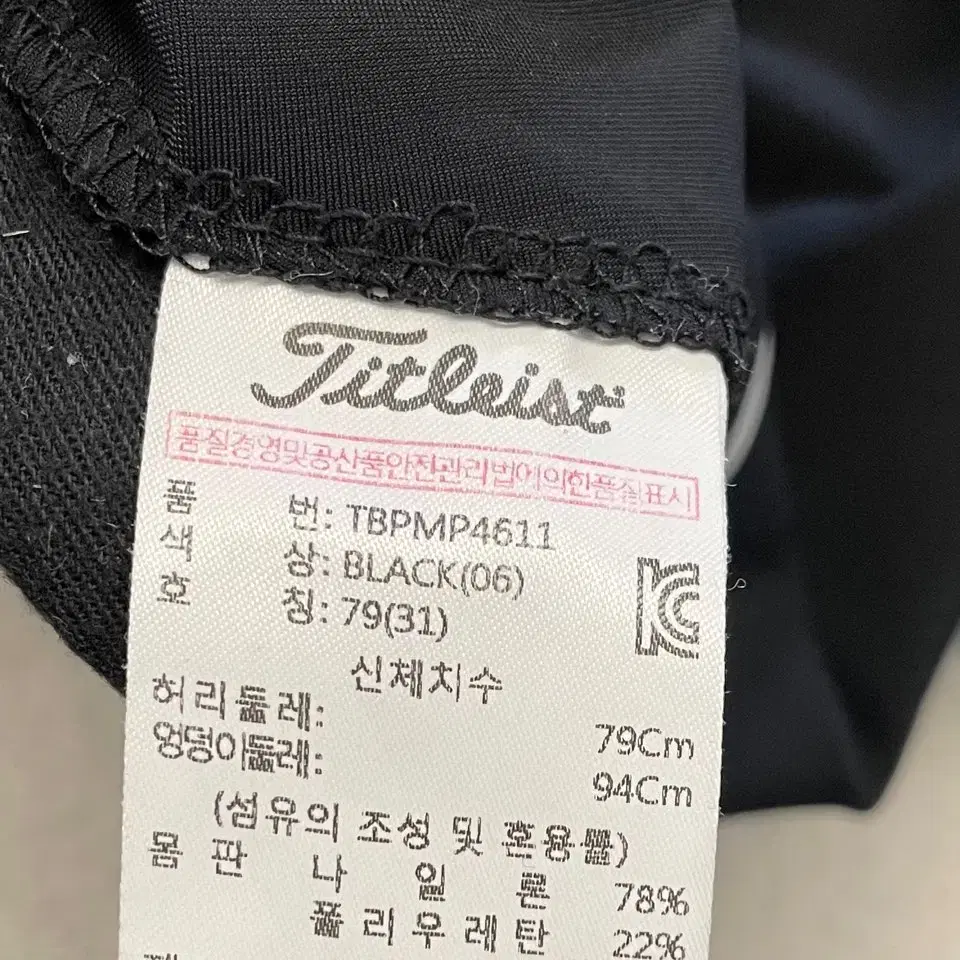 Titleist
품질경영및공산품안전관리법에의한품질표시
품 번: TBPMP4611
색 상: BLACK(06)
호 칭: 79(31)
신체치수
허리둘레: 79Cm
엉덩이둘레: 94Cm
(섬유의 조성 및 혼용률)
몸 판 나 일 론 78%
폴 리 우 레 탄 22%